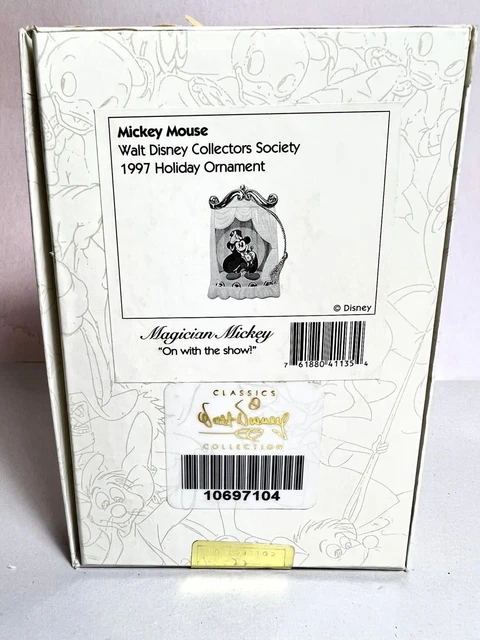 Mickey Mouse
Walt Disney Collectors Society
1997 Holiday Ornament
© Disney
Magician Mickey
"On with the show!"
7 61880 41135 4
CLASSICS
Walt Disney
COLLECTION
10697104